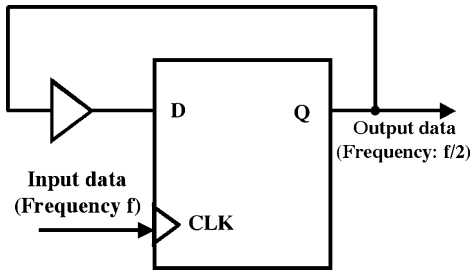 D
Q
Output data
(Frequency: f/2)
Input data
(Frequency f)
CLK